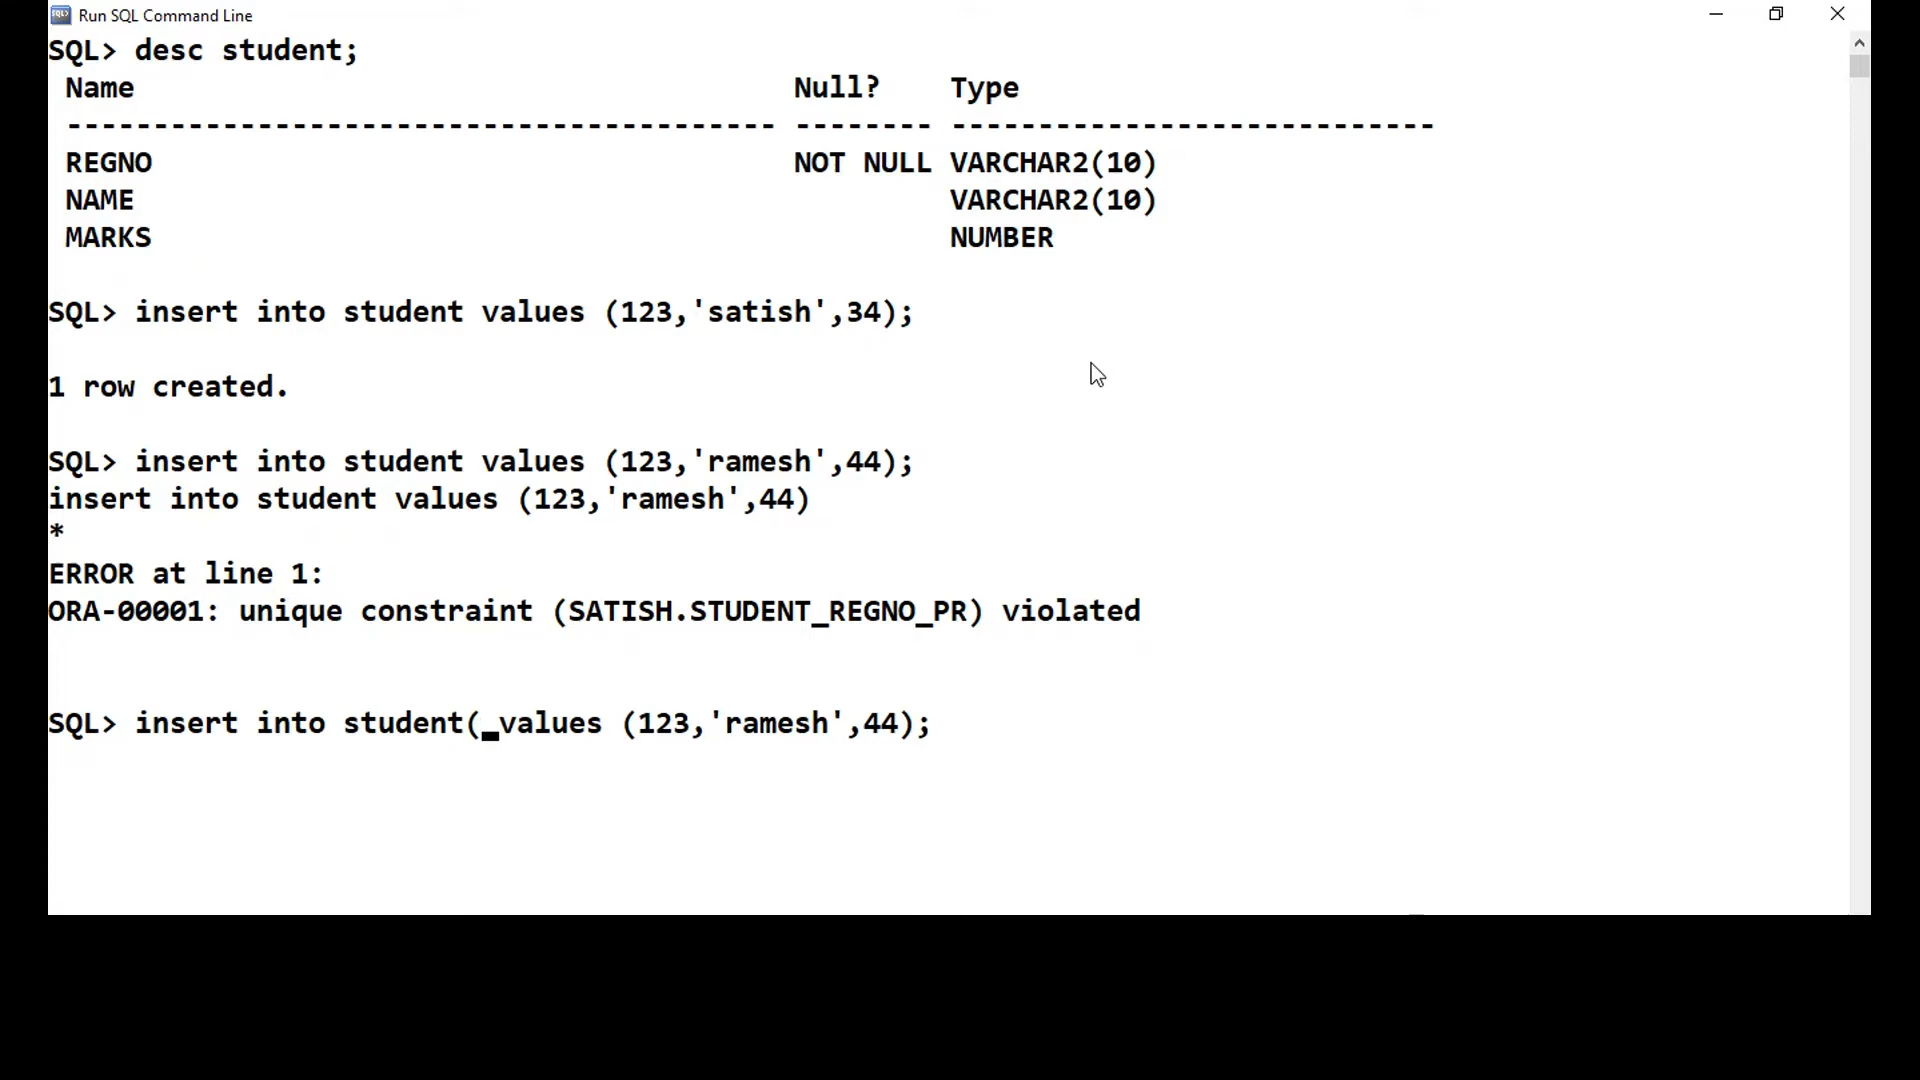 Run SQL Command Line
SQL> desc student;
Name Null? Type
----------------------------------------- -------- ----------------------------
REGNO NOT NULL VARCHAR2(10)
NAME VARCHAR2(10)
MARKS NUMBER
SQL> insert into student values (123,'satish',34);
1 row created.
SQL> insert into student values (123,'ramesh',44);
insert into student values (123,'ramesh',44)
*
ERROR at line 1:
ORA-00001: unique constraint (SATISH.STUDENT_REGNO_PR) violated
SQL> insert into student( values (123,'ramesh',44);